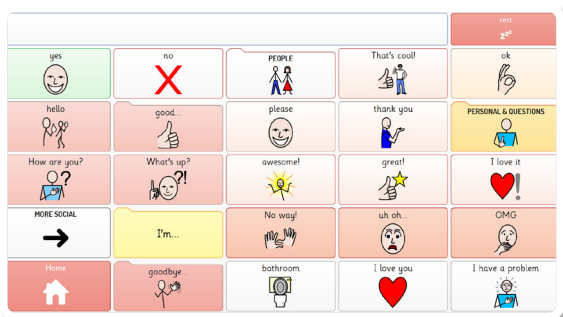 rest
zzz
yes
no
PEOPLE
That's cool!
ok
hello
good...
please
thank you
PERSONAL & QUESTIONS
How are you?
?
What's up?
?!
awesome!
great!
I love it
!
MORE SOCIAL
I'm...
No way!
uh oh...
OMG
Home
goodbye...
bathroom
I love you
I have a problem